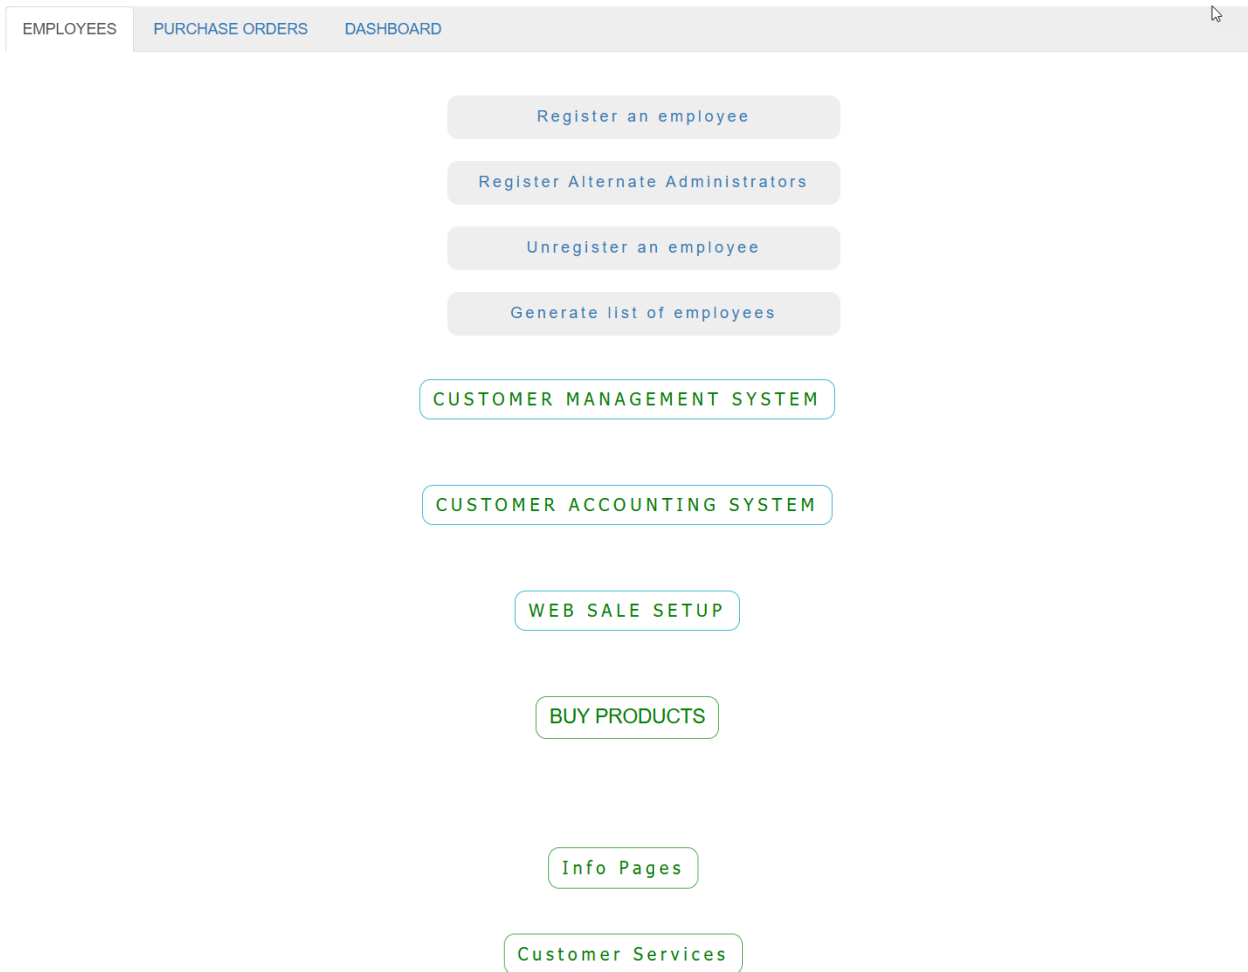 EMPLOYEES PURCHASE ORDERS DASHBOARD
Register an employee
Register Alternate Administrators
Unregister an employee
Generate list of employees
CUSTOMER MANAGEMENT SYSTEM
CUSTOMER ACCOUNTING SYSTEM
WEB SALE SETUP
BUY PRODUCTS
Info Pages
Customer Services